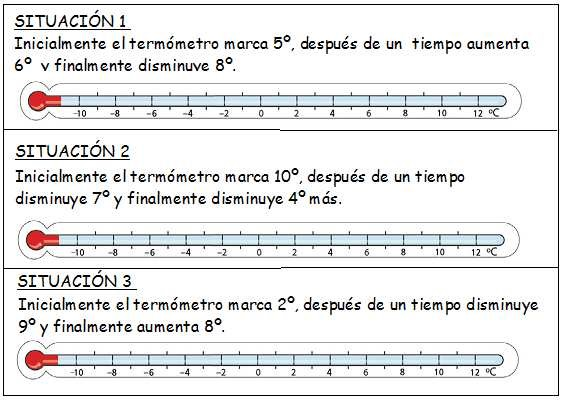 SITUACIÓN 1
Inicialmente el termómetro marca 5º, después de un tiempo aumenta
6º y finalmente disminuye 8º.
-10 -8 -6 -4 -2 0 2 4 6 8 10 12 ºC
SITUACIÓN 2
Inicialmente el termómetro marca 10º, después de un tiempo
disminuye 7º y finalmente disminuye 4º más.
-10 -8 -6 -4 -2 0 2 4 6 8 10 12 ºC
SITUACIÓN 3
Inicialmente el termómetro marca 2º, después de un tiempo disminuye
9º y finalmente aumenta 8º.
-10 -8 -6 -4 -2 0 2 4 6 8 10 12 ºC